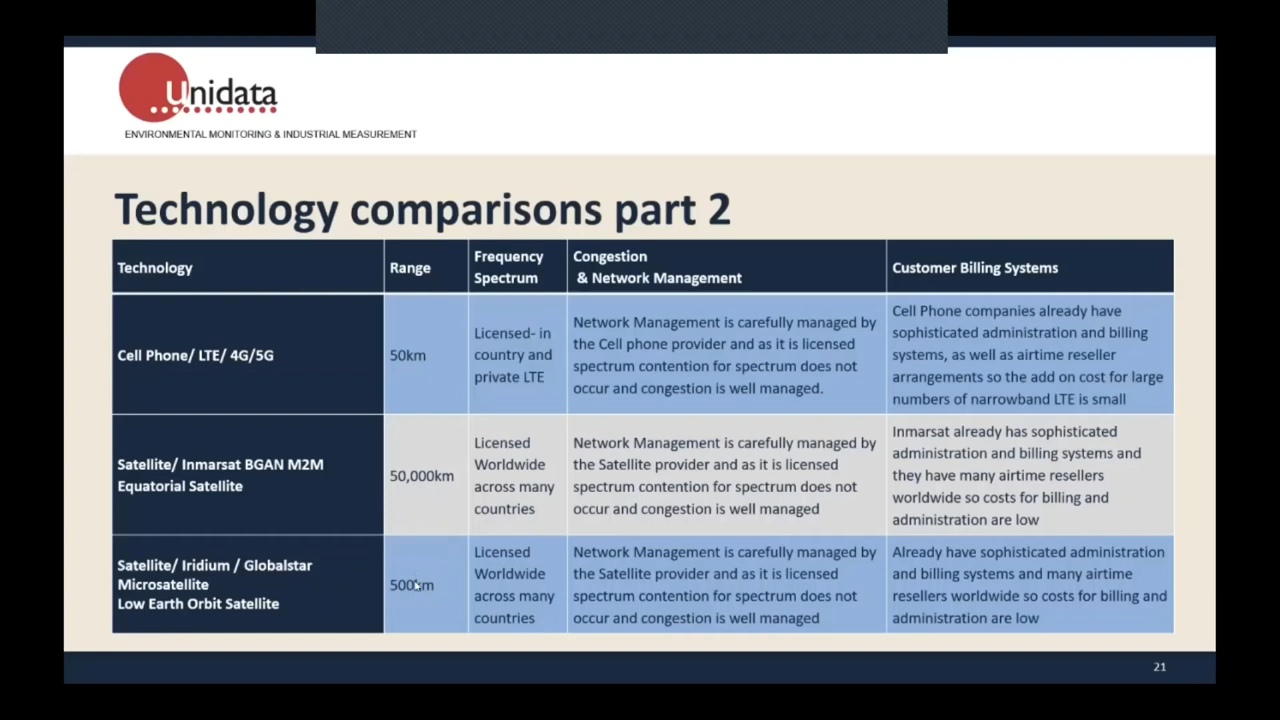 Unidata
ENVIRONMENTAL MONITORING & INDUSTRIAL MEASUREMENT
Technology comparisons part 2
Technology
Range
Frequency
Spectrum
Congestion
& Network Management
Customer Billing Systems
Cell Phone/ LTE/ 4G/5G
50km
Licensed- in
country and
private LTE
Network Management is carefully managed by
the Cell phone provider and as it is licensed
spectrum contention for spectrum does not
occur and congestion is well managed.
Cell Phone companies already have
sophisticated administration and billing
systems, as well as airtime reseller
arrangements so the add on cost for large
numbers of narrowband LTE is small
Satellite/ Inmarsat BGAN M2M
Equatorial Satellite
50,000km
Licensed
Worldwide
across many
countries
Network Management is carefully managed by
the Satellite provider and as it is licensed
spectrum contention for spectrum does not
occur and congestion is well managed
Inmarsat already has sophisticated
administration and billing systems and
they have many airtime resellers
worldwide so costs for billing and
administration are low
Satellite/ Iridium / Globalstar
Microsatellite
Low Earth Orbit Satellite
500km
Licensed
Worldwide
across many
countries
Network Management is carefully managed by
the Satellite provider and as it is licensed
spectrum contention for spectrum does not
occur and congestion is well managed
Already have sophisticated administration
and billing systems and many airtime
resellers worldwide so costs for billing and
administration are low
21